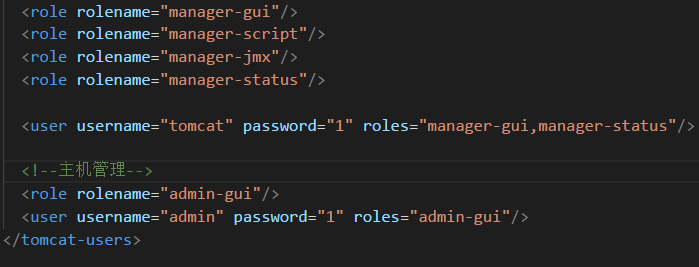 <role rolename="manager-gui"/>
<role rolename="manager-script"/>
<role rolename="manager-jmx"/>
<role rolename="manager-status"/>
<user username="tomcat" password="1" roles="manager-gui,manager-status"/>
<!--主机管理-->
<role rolename="admin-gui"/>
<user username="admin" password="1" roles="admin-gui"/>
</tomcat-users>